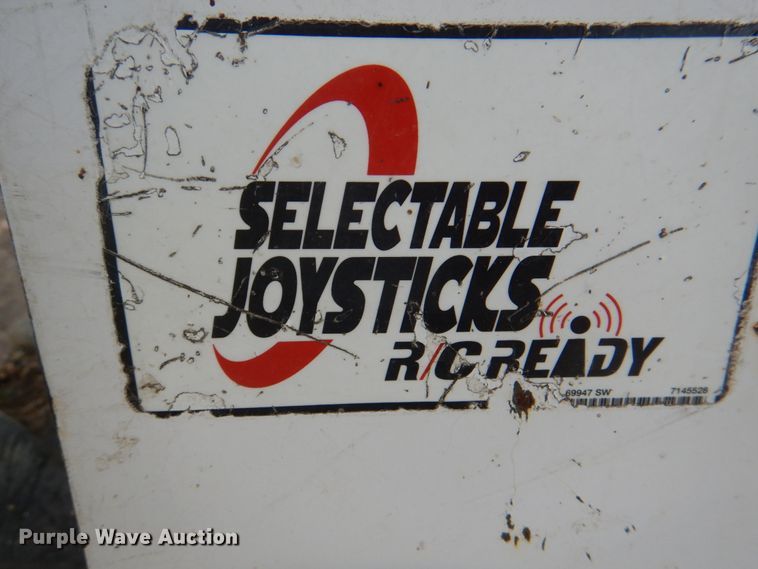 SELECTABLE
JOYSTICKS
R/C READY
69947 SW 7145526
Purple Wave Auction